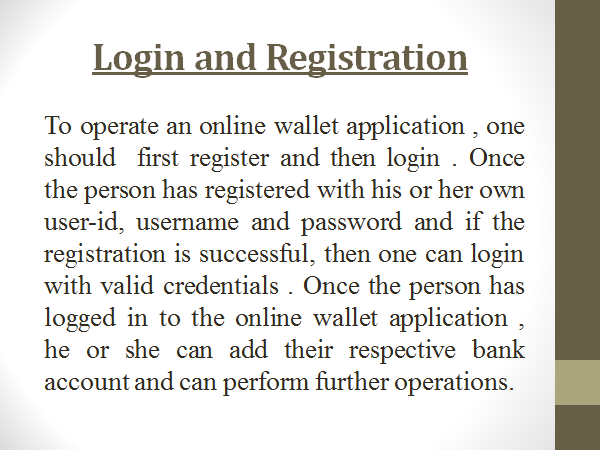 Login and Registration
To operate an online wallet application , one
should first register and then login . Once
the person has registered with his or her own
user-id, username and password and if the
registration is successful, then one can login
with valid credentials . Once the person has
logged in to the online wallet application ,
he or she can add their respective bank
account and can perform further operations.